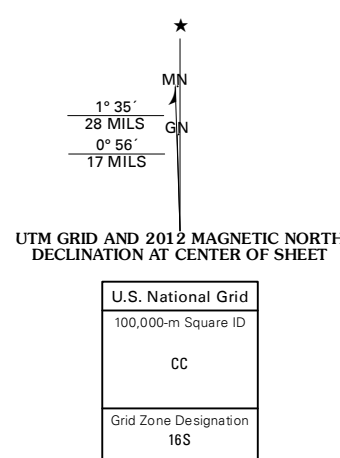 ★
MN
1° 35´
28 MILS
GN
0° 56´
17 MILS
UTM GRID AND 2012 MAGNETIC NORTH
DECLINATION AT CENTER OF SHEET
U.S. National Grid
100,000-m Square ID
CC
Grid Zone Designation
16S